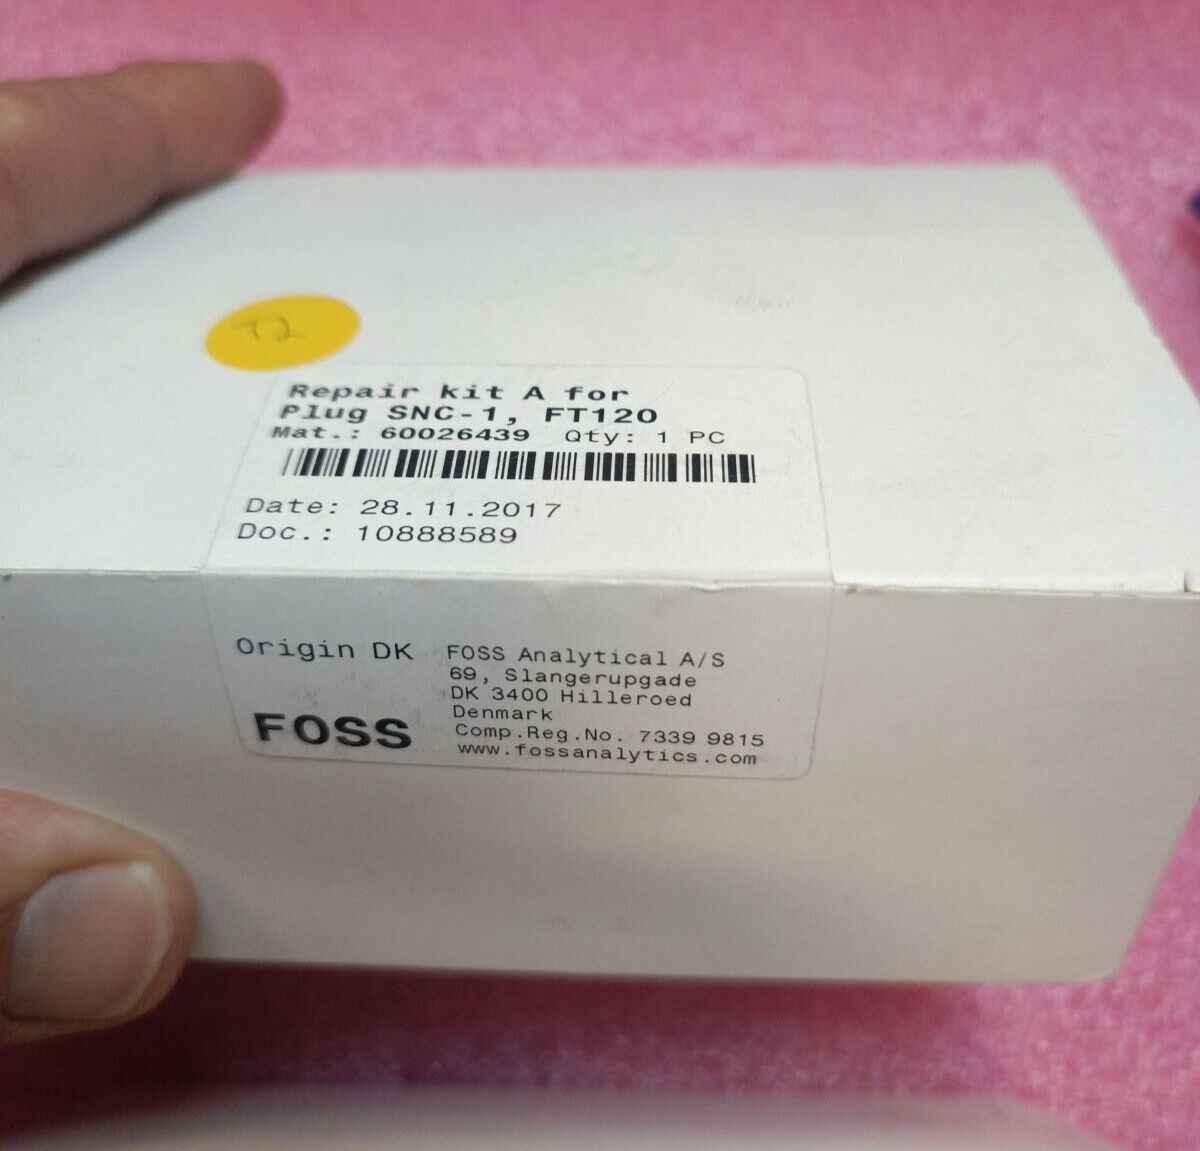 T2
Repair kit A for
Plug SNC-1, FT120
Mat.: 60026439 Qty: 1 PC
Date: 28.11.2017
Doc.: 10888589
Origin DK
FOSS
FOSS Analytical A/S
69, Slangerupgade
DK 3400 Hilleroed
Denmark
Comp.Reg.No. 7339 9815
www.fossanalytics.com